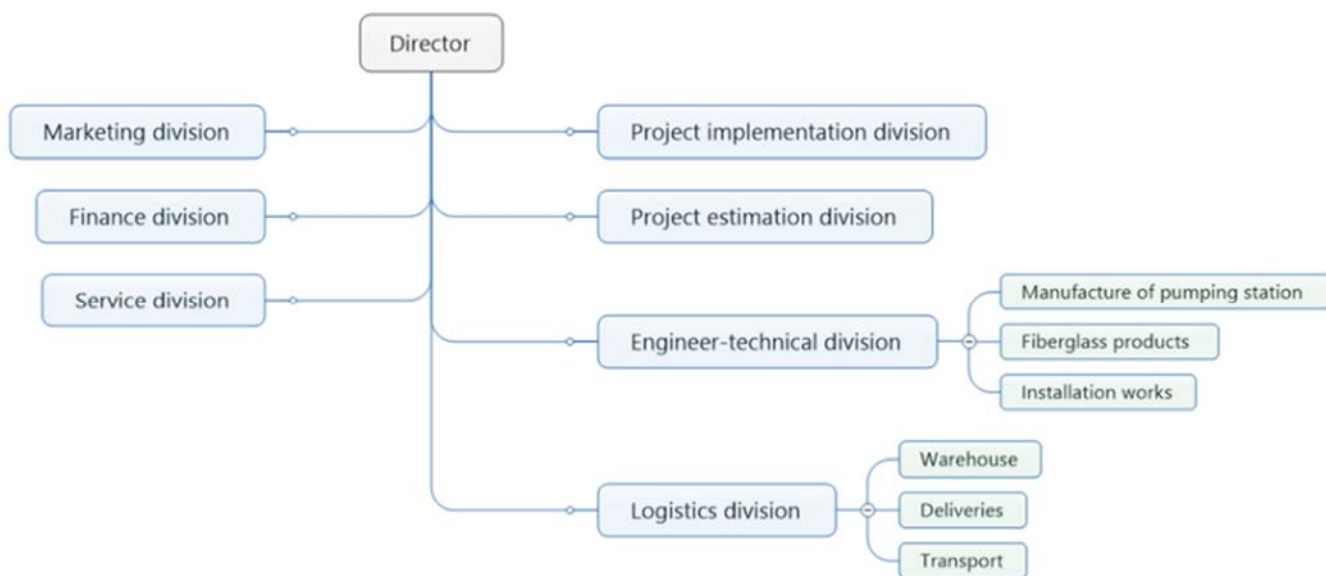 Director
Marketing division
Project implementation division
Finance division
Project estimation division
Service division
Manufacture of pumping station
Engineer-technical division
Fiberglass products
Installation works
Warehouse
Logistics division
Deliveries
Transport